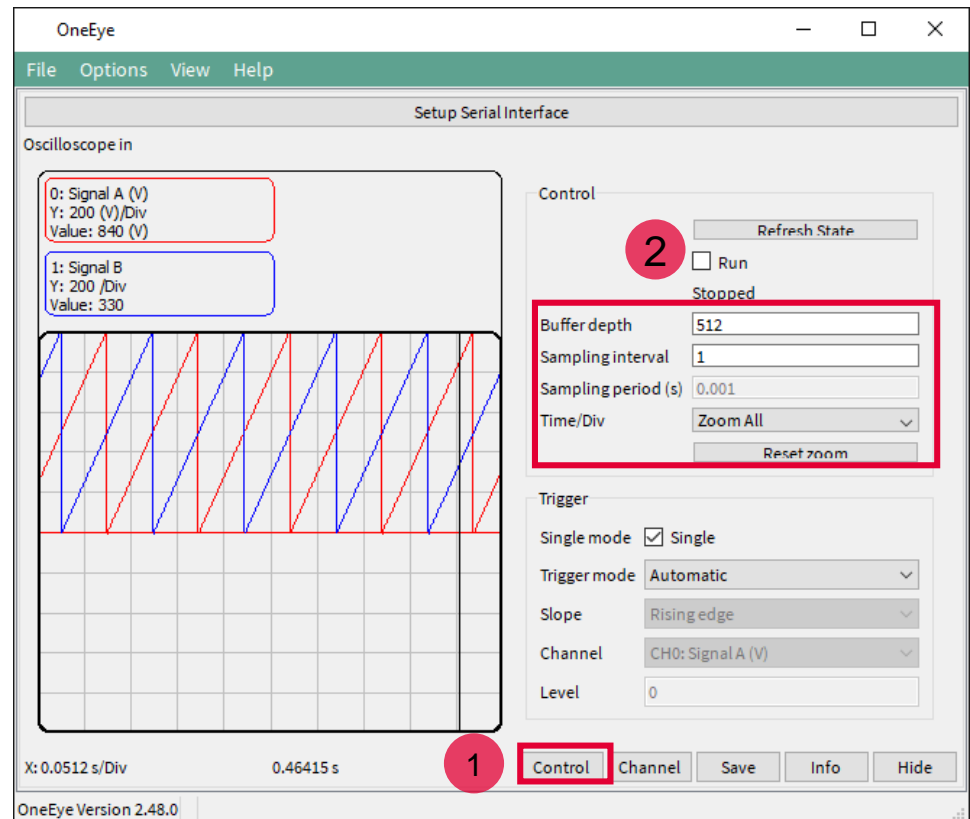 OneEye
File Options View Help
Setup Serial Interface
Oscilloscope in
0: Signal A (V)
Y: 200 (V)/Div
Value: 840 (V)
1: Signal B
Y: 200 /Div
Value: 330
X: 0.0512 s/Div 0.46415 s
Control
Refresh State
2
Run
Stopped
Buffer depth 512
Sampling interval 1
Sampling period (s) 0.001
Time/Div Zoom All
Reset zoom
Trigger
Single mode Single
Trigger mode Automatic
Slope Rising edge
Channel CH0: Signal A (V)
Level 0
1
Control Channel Save Info Hide
OneEye Version 2.48.0